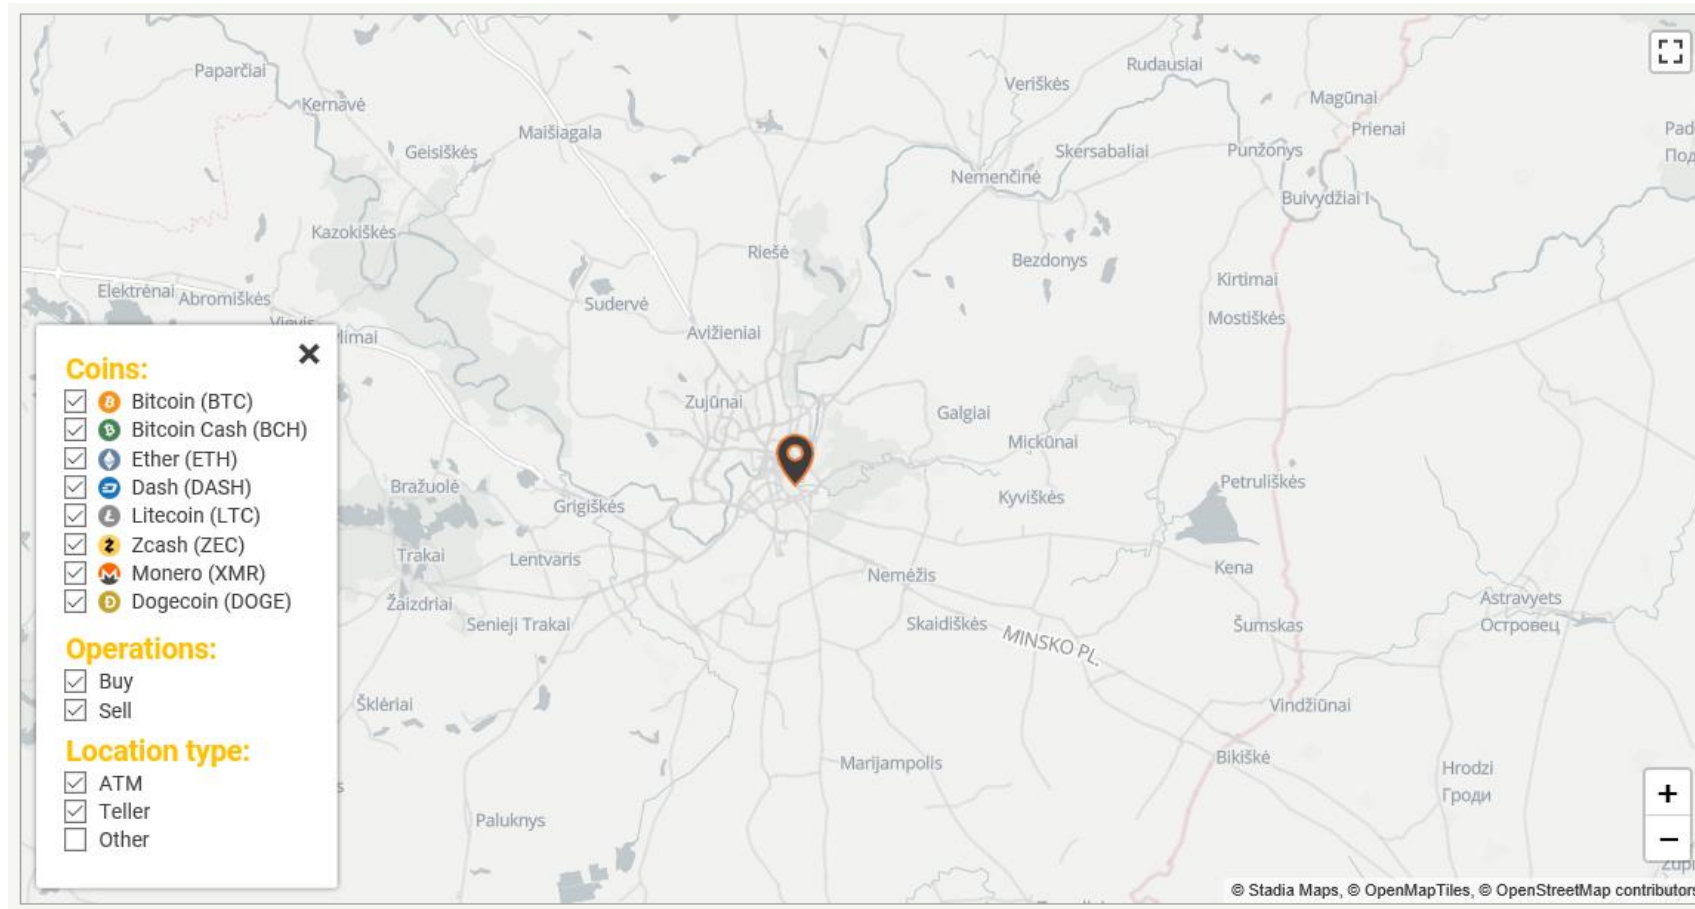 Paparčiai
Kernavė
Maišiagala
Geisiškės
Veriškės
Rudausiai
Magūnai
Prienai
Pad
Под
Skersabaliai
Punžonys
Nemenčinė
Buivydžiai I
Kazokiškės
Riešė
Bezdonys
Kirtimai
Elektrėnai
Abromiškės
Sudervė
Mostiškės
Avižieniai
Zujūnai
Galgiai
Mickūnai
Bražuolė
Grigiškės
Kyviškės
Petruliškės
Trakai
Lentvaris
Nemėžis
Kena
Žaizdriai
Senieji Trakai
Skaidiškės
MINSKO PL.
Šumskas
Astravyets
Островец
Šklėriai
Vindžiūnai
Marijampolis
Bikiškė
Hrodzi
Гроди
Paluknys
Coins:
Bitcoin (BTC)
Bitcoin Cash (BCH)
Ether (ETH)
Dash (DASH)
Litecoin (LTC)
Zcash (ZEC)
Monero (XMR)
Dogecoin (DOGE)
Operations:
Buy
Sell
Location type:
ATM
Teller
Other
+
−
© Stadia Maps, © OpenMapTiles, © OpenStreetMap contributors